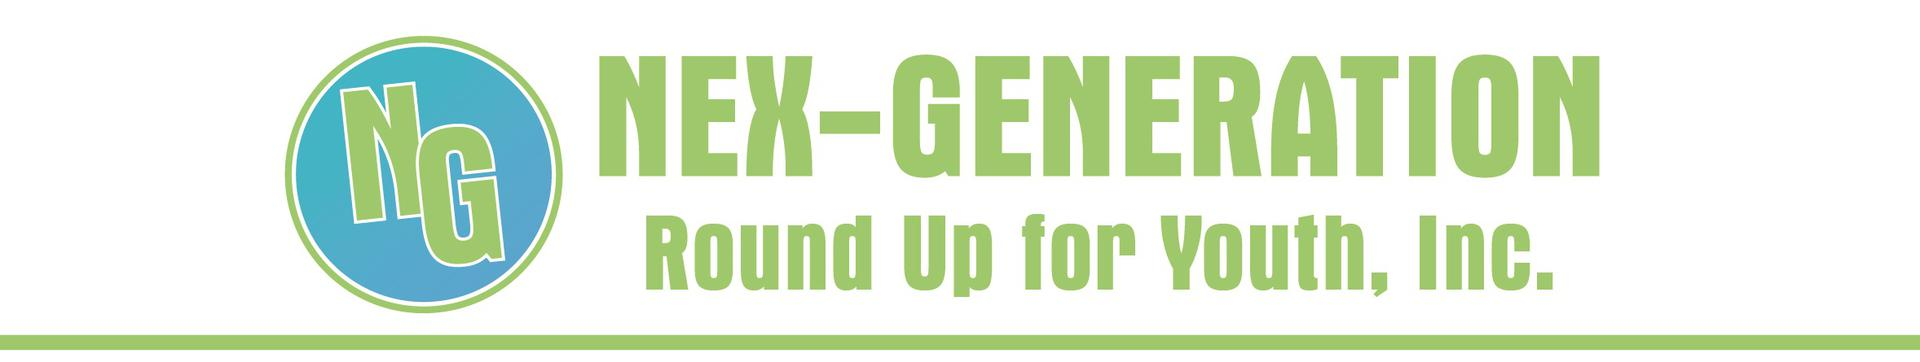 NG
NEX-GENERATION
Round Up for Youth, Inc.